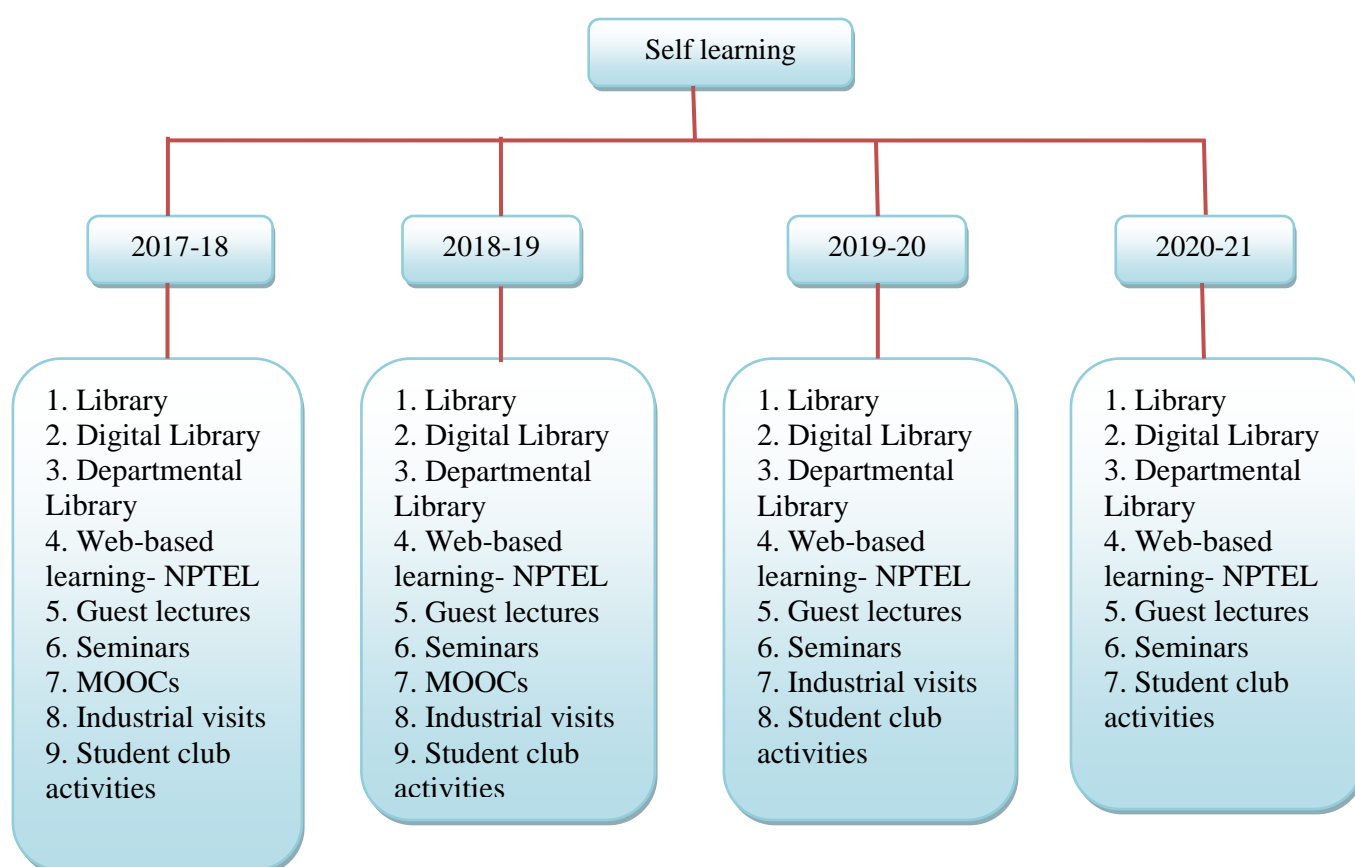 Self learning
2017-18
2018-19
2019-20
2020-21
1. Library
2. Digital Library
3. Departmental
Library
4. Web-based
learning- NPTEL
5. Guest lectures
6. Seminars
7. MOOCs
8. Industrial visits
9. Student club
activities
1. Library
2. Digital Library
3. Departmental
Library
4. Web-based
learning- NPTEL
5. Guest lectures
6. Seminars
7. MOOCs
8. Industrial visits
9. Student club
activities
1. Library
2. Digital Library
3. Departmental
Library
4. Web-based
learning- NPTEL
5. Guest lectures
6. Seminars
7. Industrial visits
8. Student club
activities
1. Library
2. Digital Library
3. Departmental
Library
4. Web-based
learning- NPTEL
5. Guest lectures
6. Seminars
7. Student club
activities